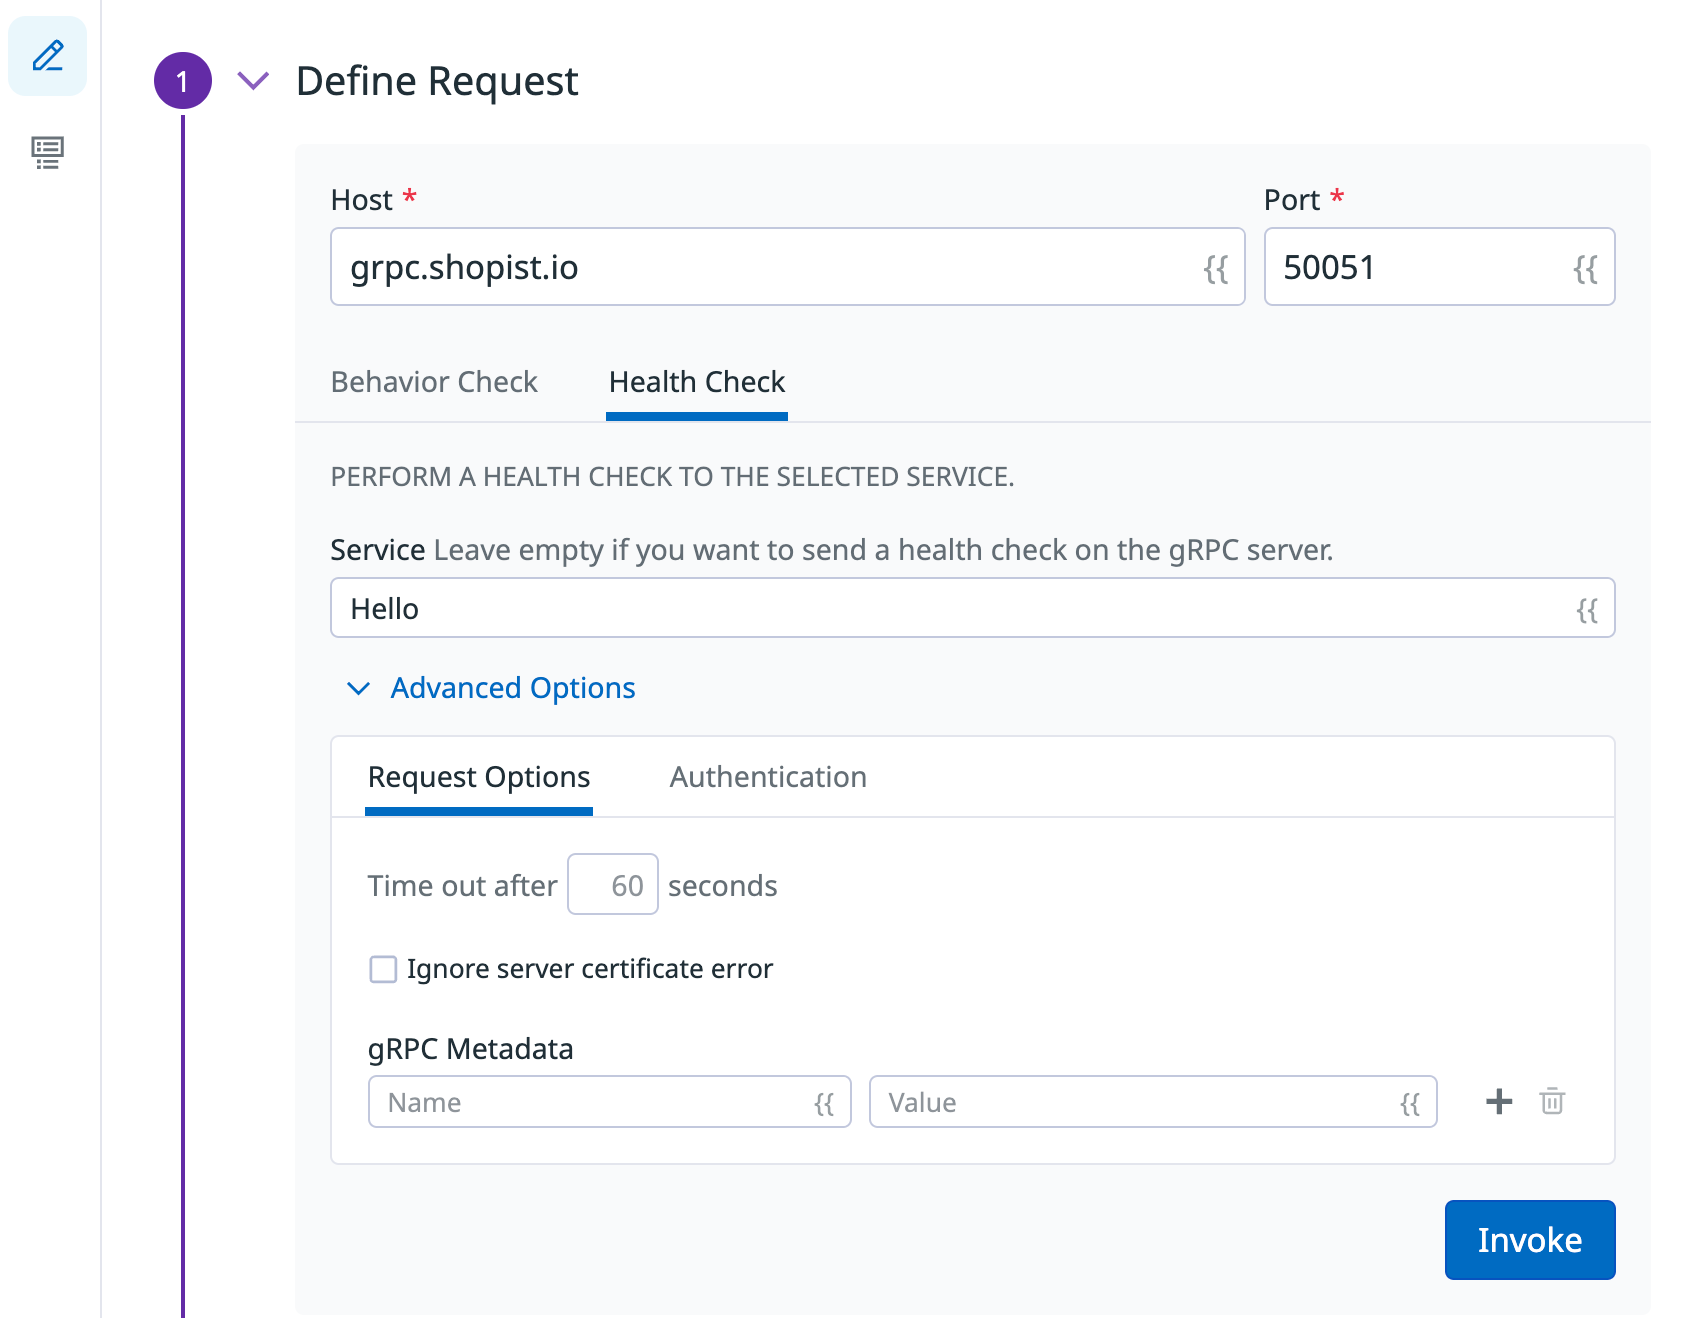 1 Define Request
Host * Port *
grpc.shopist.io {{ 50051 {{
Behavior Check Health Check
PERFORM A HEALTH CHECK TO THE SELECTED SERVICE.
Service Leave empty if you want to send a health check on the gRPC server.
Hello {{
Advanced Options
Request Options Authentication
Time out after 60 seconds
Ignore server certificate error
gRPC Metadata
Name {{ Value {{
Invoke